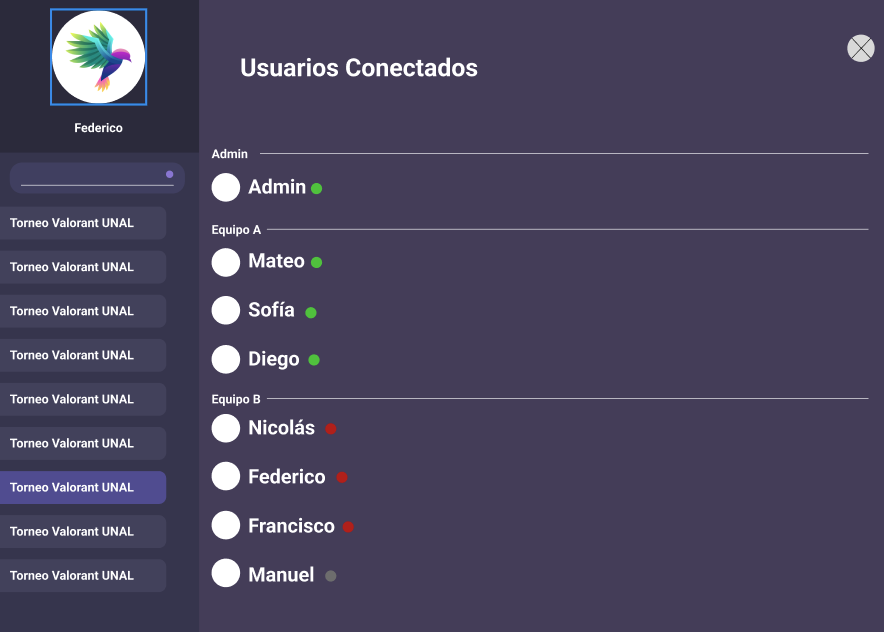 Federico
Torneo Valorant UNAL
Torneo Valorant UNAL
Torneo Valorant UNAL
Torneo Valorant UNAL
Torneo Valorant UNAL
Torneo Valorant UNAL
Torneo Valorant UNAL
Torneo Valorant UNAL
Torneo Valorant UNAL
Usuarios Conectados
Admin
Admin
Equipo A
Mateo
Sofía
Diego
Equipo B
Nicolás
Federico
Francisco
Manuel